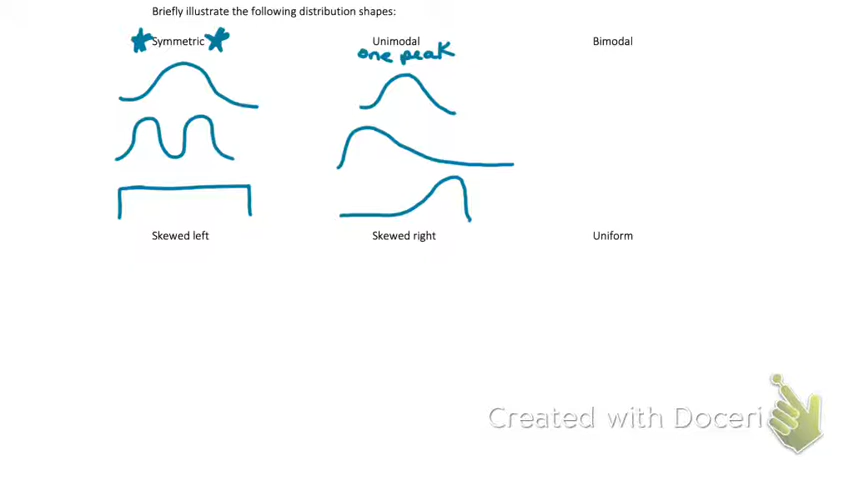 Briefly illustrate the following distribution shapes:
Symmetric
Unimodal
Bimodal
one peak
Skewed left
Skewed right
Uniform
Created with Doceri